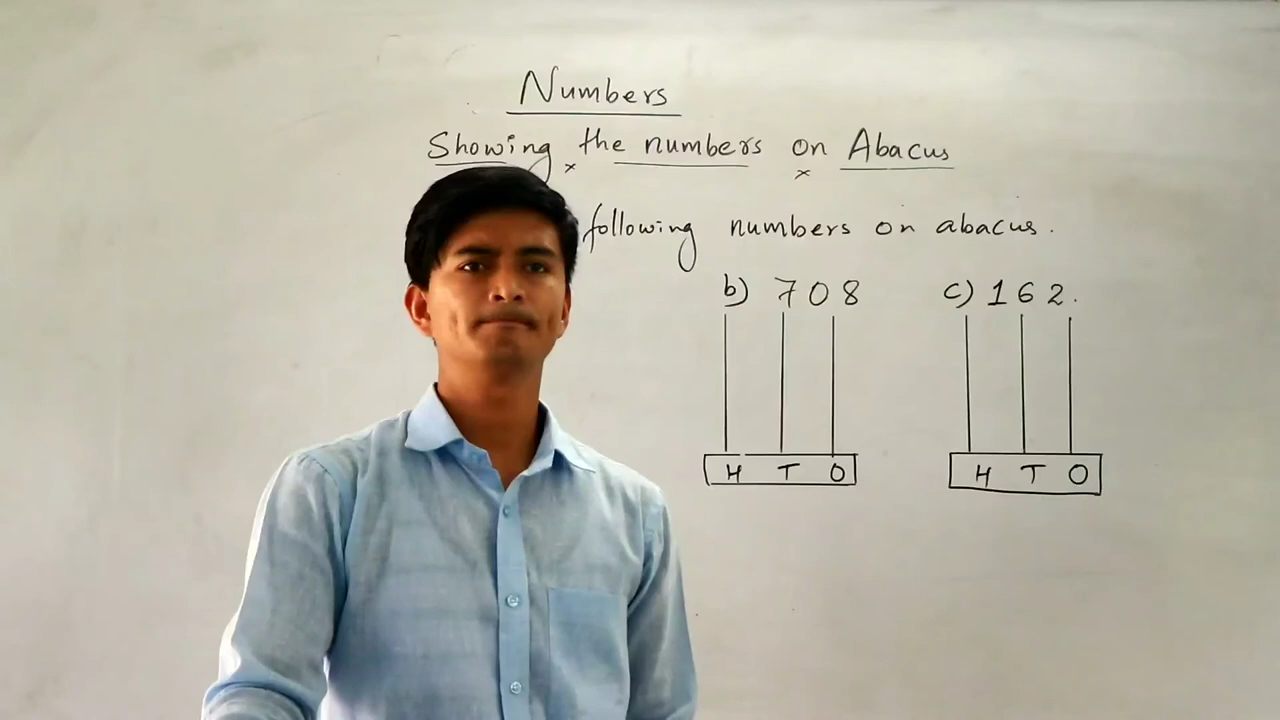 Numbers
Showing the numbers on Abacus
× ×
following numbers on abacus.
b) 708 c) 162.
H T O H T O